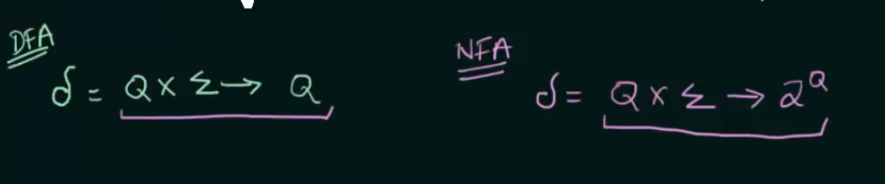 DFA
δ = Q × Σ → Q
NFA
δ = Q × Σ → 2^Q